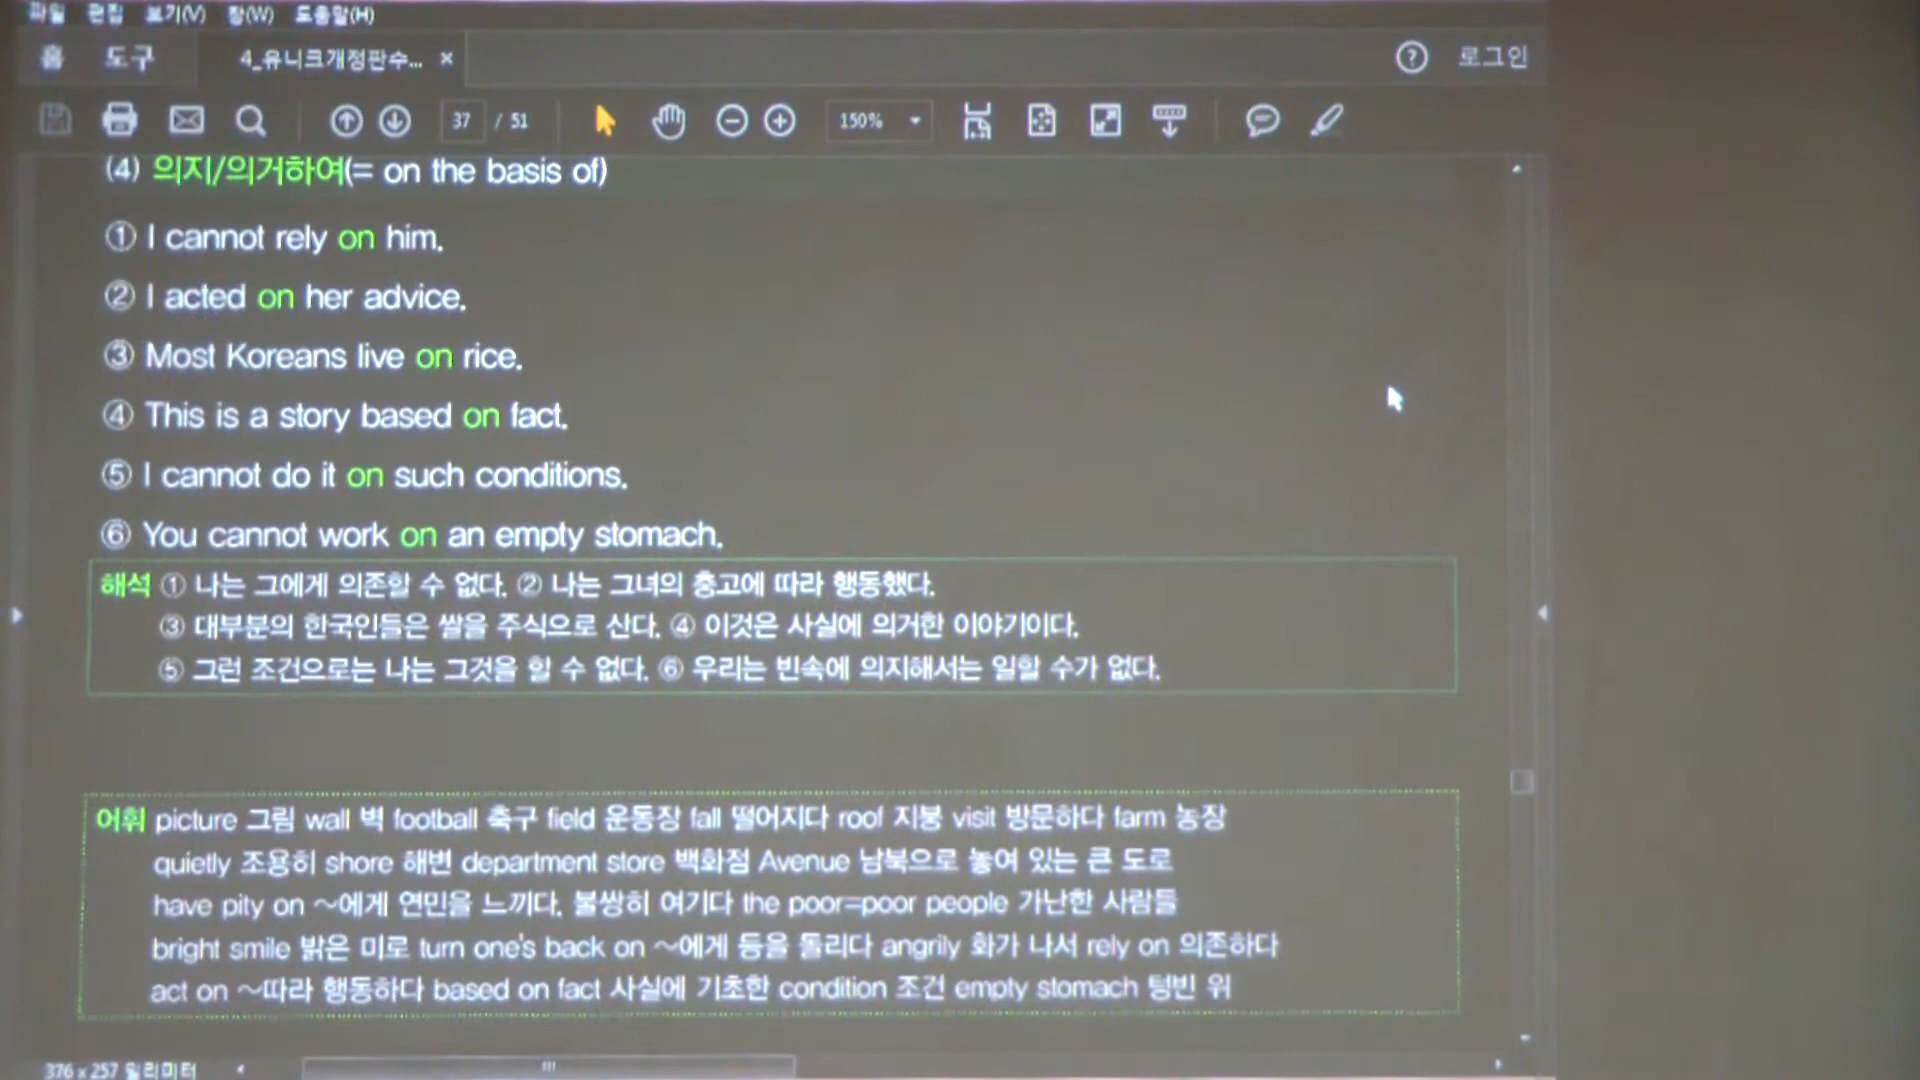 파일 편집 보기(V) 창(W) 도움말(H)
홈 도구 4_유니크개정판수... × ? 로그인
37 / 51 150%
(4) 의지/의거하여(= on the basis of)
① I cannot rely on him.
② I acted on her advice.
③ Most Koreans live on rice.
④ This is a story based on fact.
⑤ I cannot do it on such conditions.
⑥ You cannot work on an empty stomach.
해석 ① 나는 그에게 의존할 수 없다. ② 나는 그녀의 충고에 따라 행동했다.
③ 대부분의 한국인들은 쌀을 주식으로 산다. ④ 이것은 사실에 의거한 이야기이다.
⑤ 그런 조건으로는 나는 그것을 할 수 없다. ⑥ 우리는 빈속에 의지해서는 일할 수가 없다.
어휘 picture 그림 wall 벽 football 축구 field 운동장 fall 떨어지다 roof 지붕 visit 방문하다 farm 농장
quietly 조용히 shore 해변 department store 백화점 Avenue 남북으로 놓여 있는 큰 도로
have pity on ~에게 연민을 느끼다, 불쌍히 여기다 the poor=poor people 가난한 사람들
bright smile 밝은 미로 turn one's back on ~에게 등을 돌리다 angrily 화가 나서 rely on 의존하다
act on ~따라 행동하다 based on fact 사실에 기초한 condition 조건 empty stomach 텅빈 위
376 x 257 밀리미터